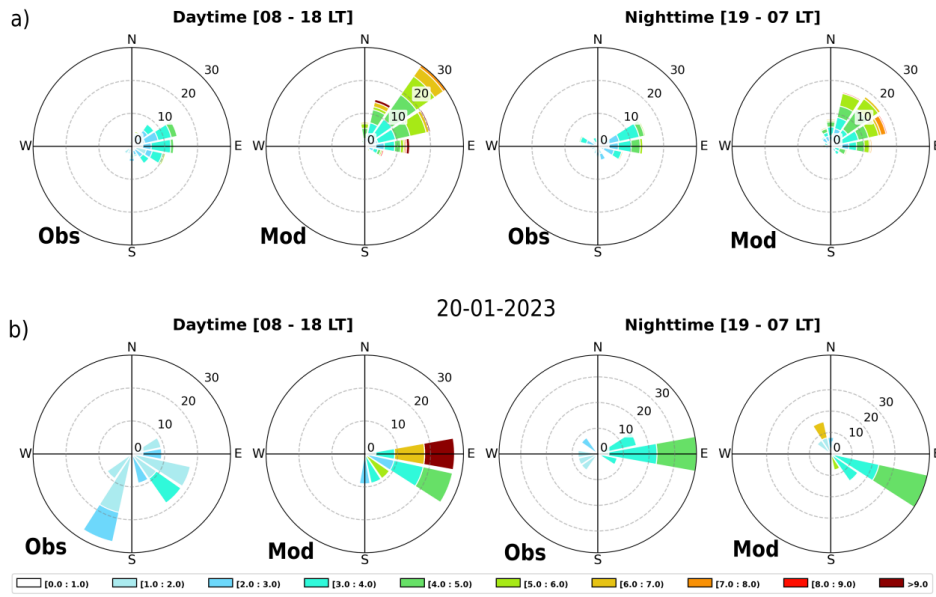 a)
Daytime [08 - 18 LT]
Nighttime [19 - 07 LT]
N
30
20
10
0
W
E
S
Obs
N
30
20
10
0
W
E
S
Mod
N
30
20
10
0
W
E
S
Obs
N
30
20
10
0
W
E
S
Mod
20-01-2023
b)
Daytime [08 - 18 LT]
Nighttime [19 - 07 LT]
N
30
20
10
0
W
E
S
Obs
N
30
20
10
0
W
E
S
Mod
N
30
20
10
0
W
E
S
Obs
N
30
20
10
0
W
E
S
Mod
[0.0 : 1.0) [1.0 : 2.0) [2.0 : 3.0) [3.0 : 4.0) [4.0 : 5.0) [5.0 : 6.0) [6.0 : 7.0) [7.0 : 8.0) [8.0 : 9.0) >9.0